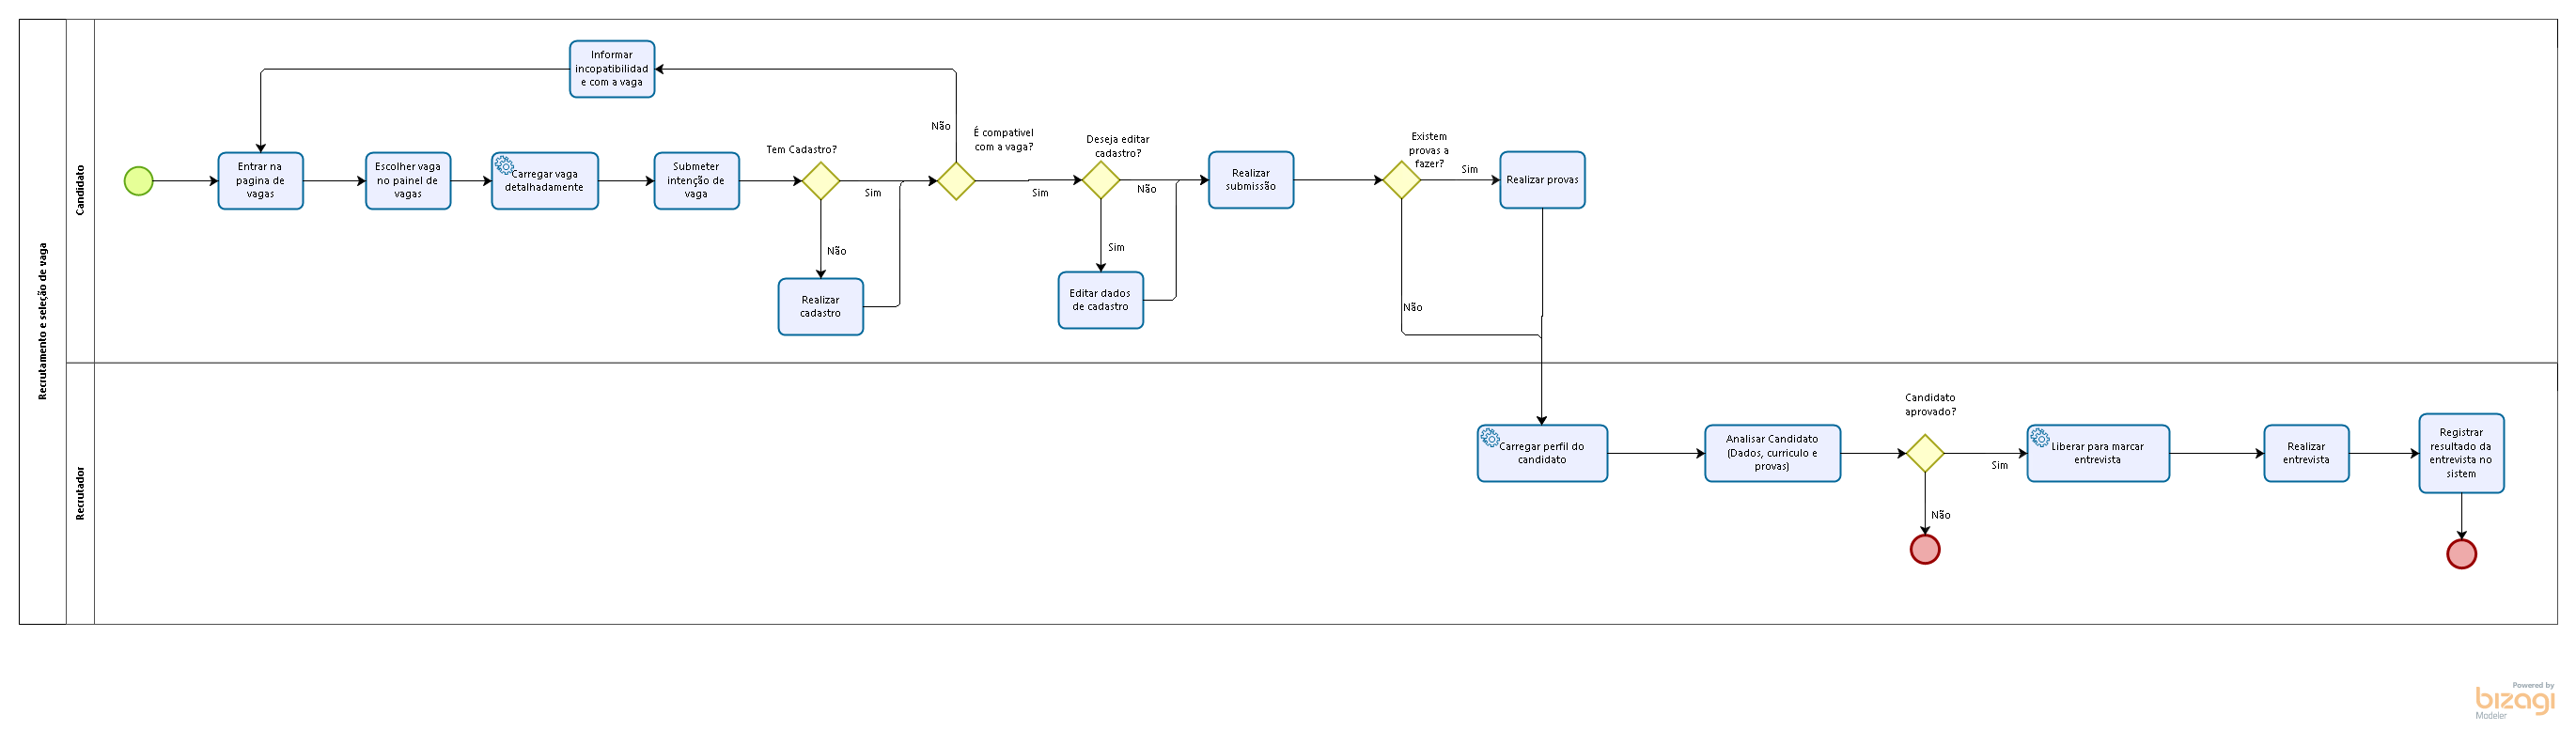 Recrutamento e seleção de vaga
Candidato
Informar
incopatibilidad
e com a vaga
Não
É compativel
com a vaga?
Entrar na
pagina de
vagas
Escolher vaga
no painel de
vagas
Carregar vaga
detalhadamente
Submeter
intenção de
vaga
Tem Cadastro?
Sim
Não
Realizar
cadastro
Sim
Deseja editar
cadastro?
Não
Sim
Editar dados
de cadastro
Realizar
submissão
Existem
provas a
fazer?
Sim
Não
Realizar provas
Recrutador
Carregar perfil do
candidato
Analisar Candidato
(Dados, curriculo e
provas)
Candidato
aprovado?
Sim
Não
Liberar para marcar
entrevista
Realizar
entrevista
Registrar
resultado da
entrevista no
sistem
Powered by
bizagi
Modeler